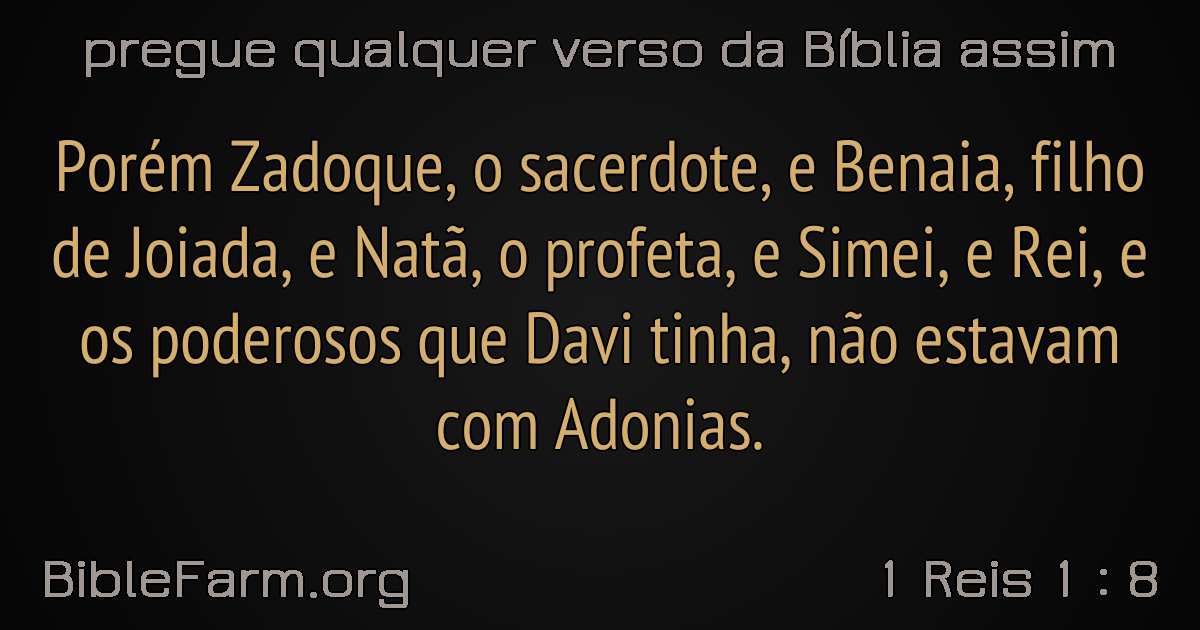 pregue qualquer verso da Bíblia assim
Porém Zadoque, o sacerdote, e Benaia, filho
de Joiada, e Natã, o profeta, e Simei, e Rei, e
os poderosos que Davi tinha, não estavam
com Adonias.
BibleFarm.org
1 Reis 1 : 8